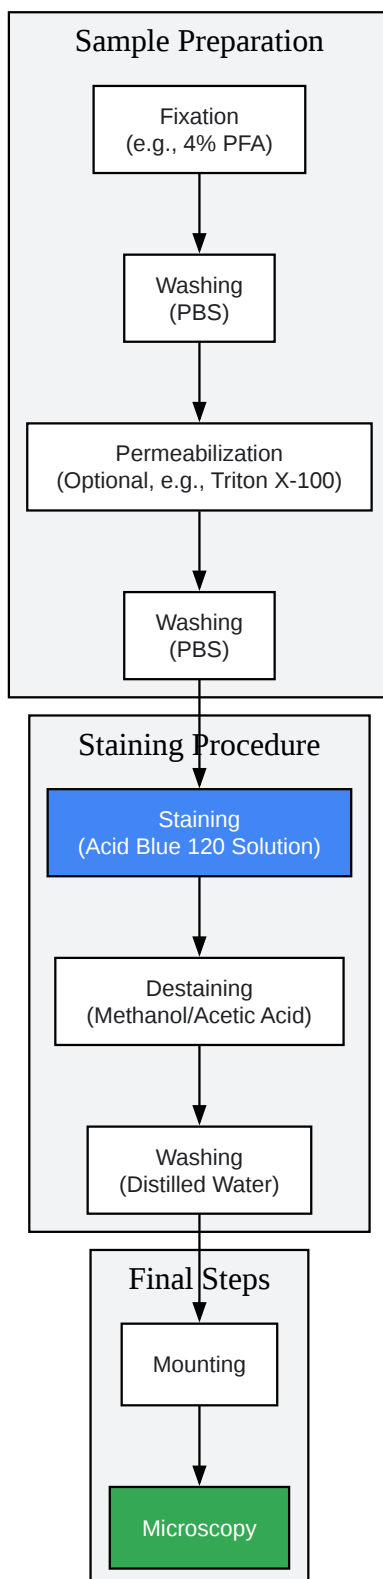 Sample Preparation
Fixation
(e.g., 4% PFA)
Washing
(PBS)
Permeabilization
(Optional, e.g., Triton X-100)
Washing
(PBS)
Staining Procedure
Staining
(Acid Blue 120 Solution)
Destaining
(Methanol/Acetic Acid)
Washing
(Distilled Water)
Final Steps
Mounting
Microscopy